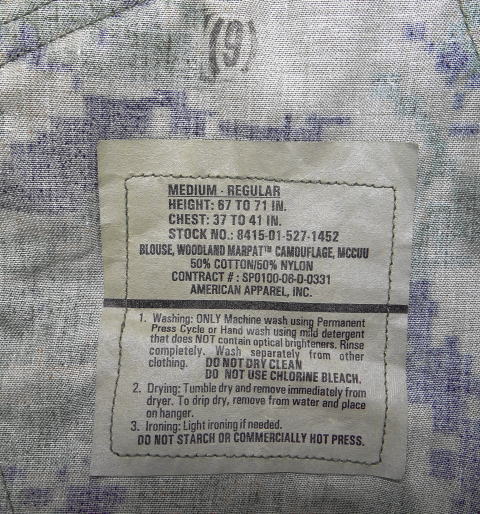 (9)
MEDIUM - REGULAR
HEIGHT: 67 TO 71 IN.
CHEST: 37 TO 41 IN.
STOCK NO.: 8415-01-527-1452
BLOUSE, WOODLAND MARPAT™ CAMOUFLAGE, MCCUU
50% COTTON/50% NYLON
CONTRACT # : SP0100-06-D-0331
AMERICAN APPAREL, INC.
1. Washing: ONLY Machine wash using Permanent
Press Cycle or Hand wash using mild detergent
that does NOT contain optical brighteners. Rinse
completely. Wash separately from other
clothing. DO NOT DRY CLEAN
DO NOT USE CHLORINE BLEACH.
2. Drying: Tumble dry and remove immediately from
dryer. To drip dry, remove from water and place
on hanger.
3. Ironing: Light ironing if needed.
DO NOT STARCH OR COMMERCIALLY HOT PRESS.